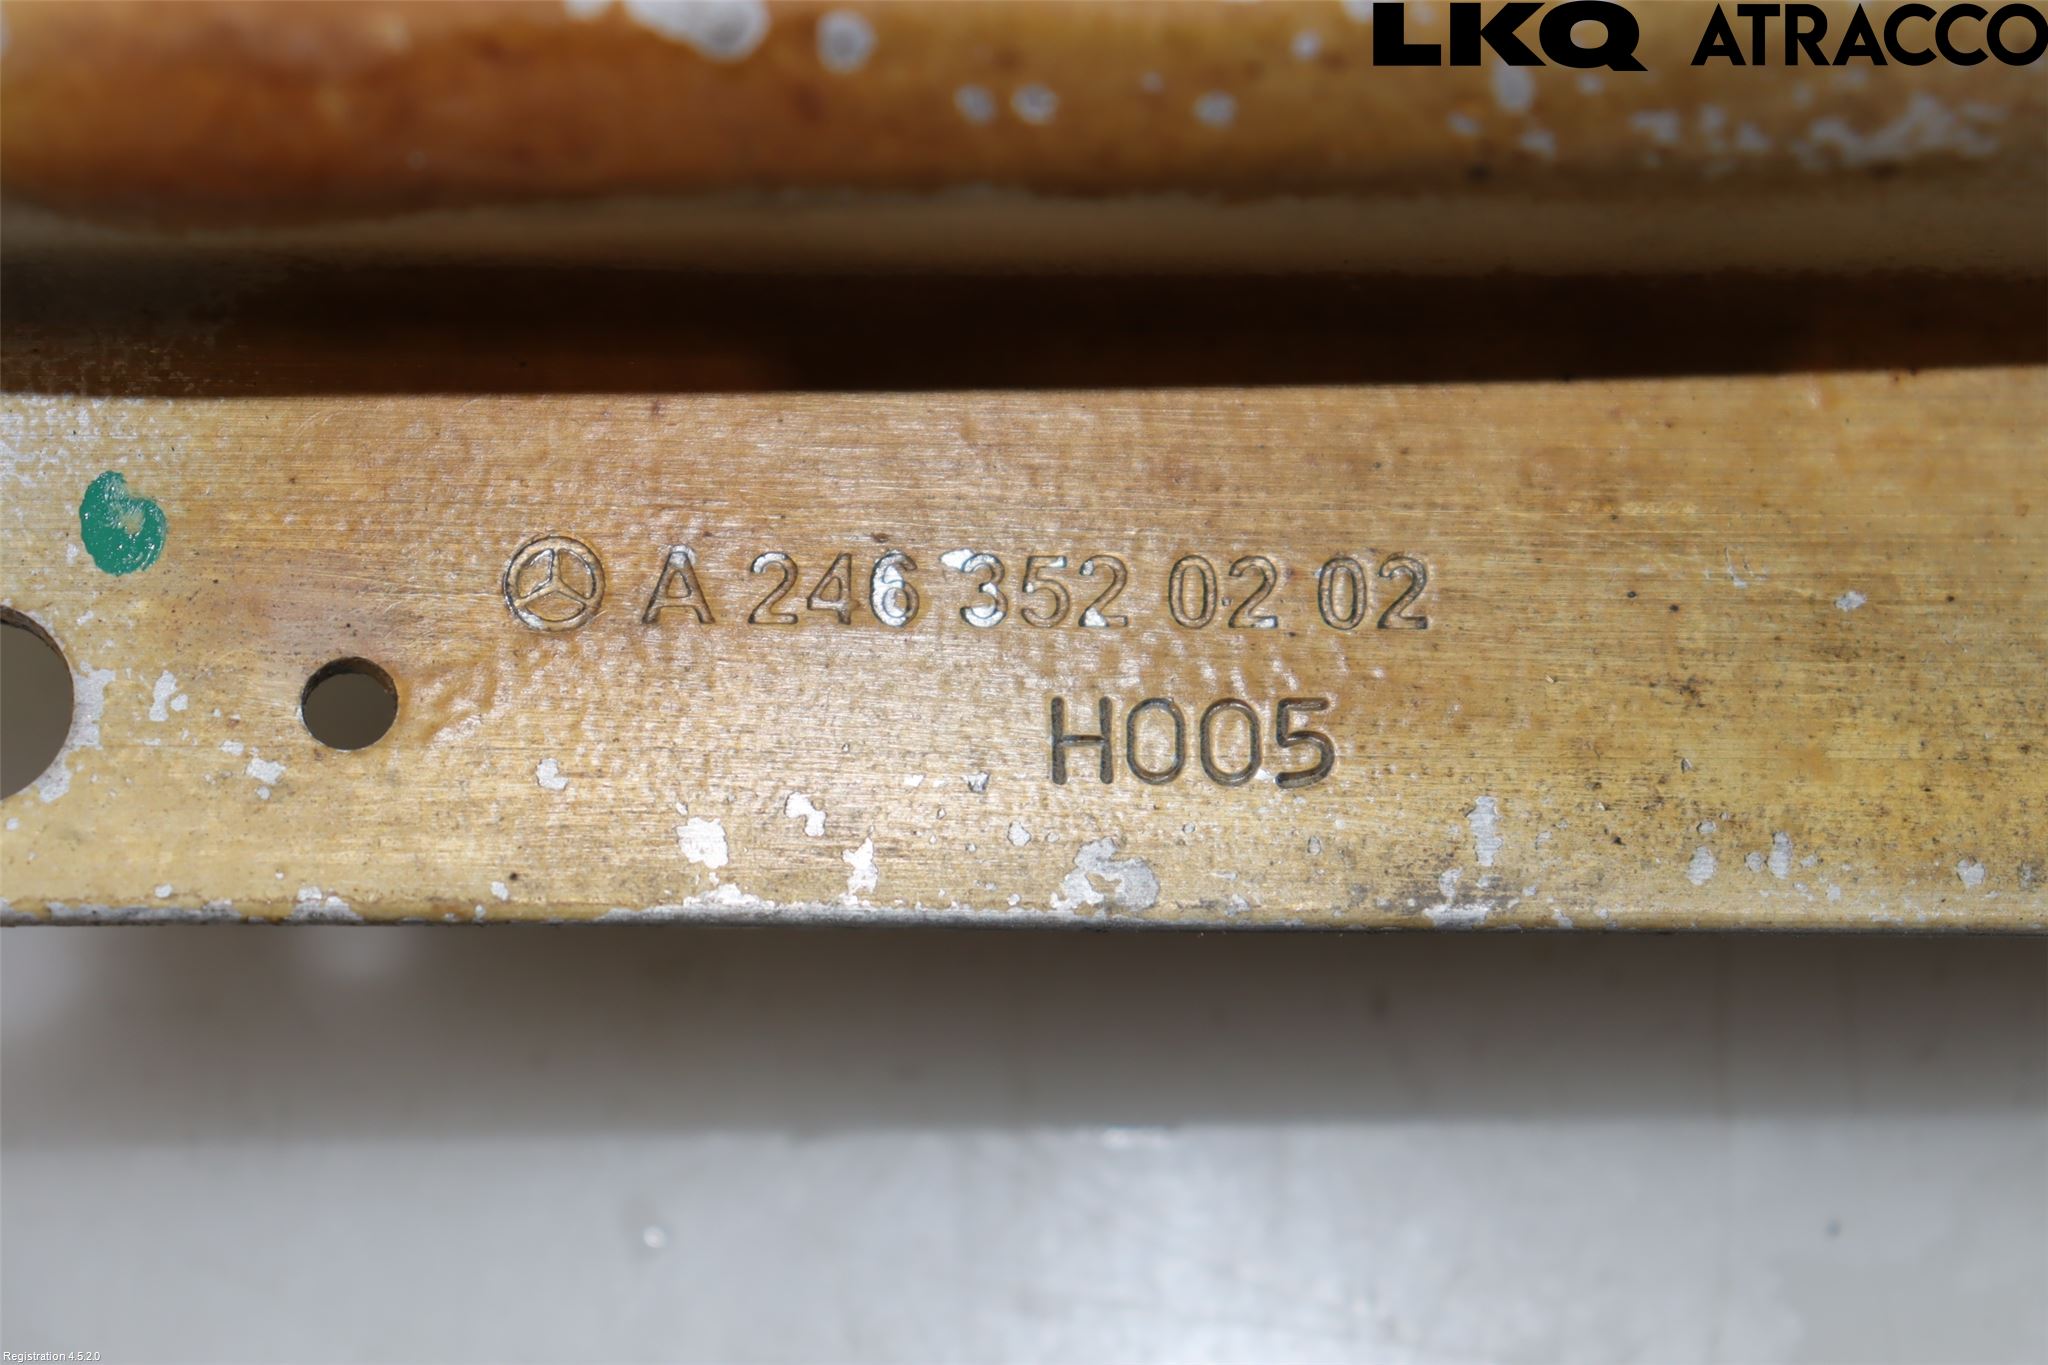 LKQ ATRACCO
A 246 352 02 02
H005
Registration 4.5.2.0